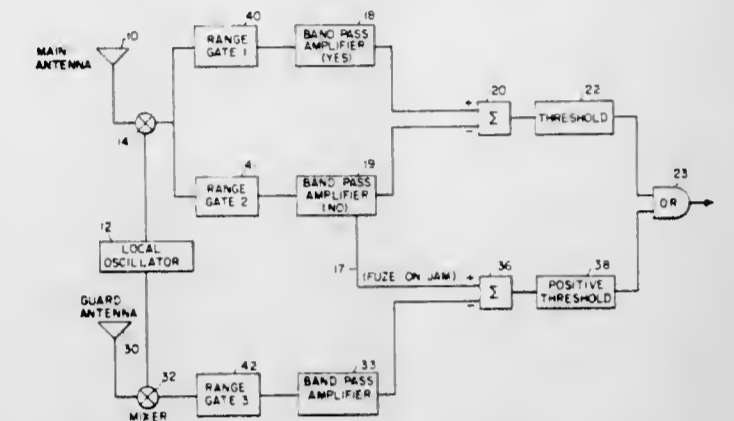 40
18
10
MAIN
ANTENNA
RANGE
GATE 1
BAND PASS
AMPLIFIER
(YES)
+
20
Σ
−
22
THRESHOLD
14
41
RANGE
GATE 2
19
BAND PASS
AMPLIFIER
(NO)
23
OR
12
LOCAL
OSCILLATOR
17
(FUZE ON JAM)
+
36
Σ
−
38
POSITIVE
THRESHOLD
GUARD
ANTENNA
30
32
MIXER
42
RANGE
GATE 3
33
BAND PASS
AMPLIFIER